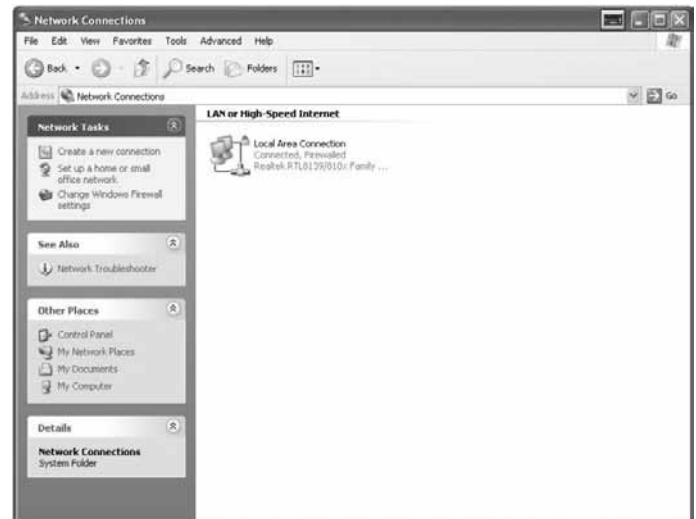 Network Connections
File Edit View Favorites Tools Advanced Help
Back Search Folders
Address Network Connections Go
LAN or High-Speed Internet
Local Area Connection
Connected, Firewalled
Realtek RTL8139/810x Family ...
Network Tasks
Create a new connection
Set up a home or small
office network
Change Windows Firewall
settings
See Also
Network Troubleshooter
Other Places
Control Panel
My Network Places
My Documents
My Computer
Details
Network Connections
System Folder